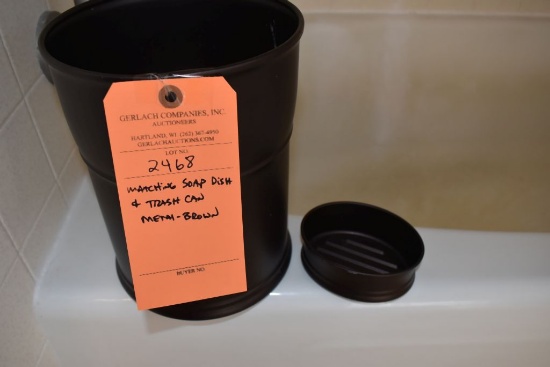 GERLACH COMPANIES, INC.
AUCTIONEERS
HARTLAND, WI (262) 367-4950
GERLACHAUCTIONS.COM
LOT NO.
2468
MATCHING SOAP DISH
& TRASH CAN
METAL-BROWN
BUYER NO.